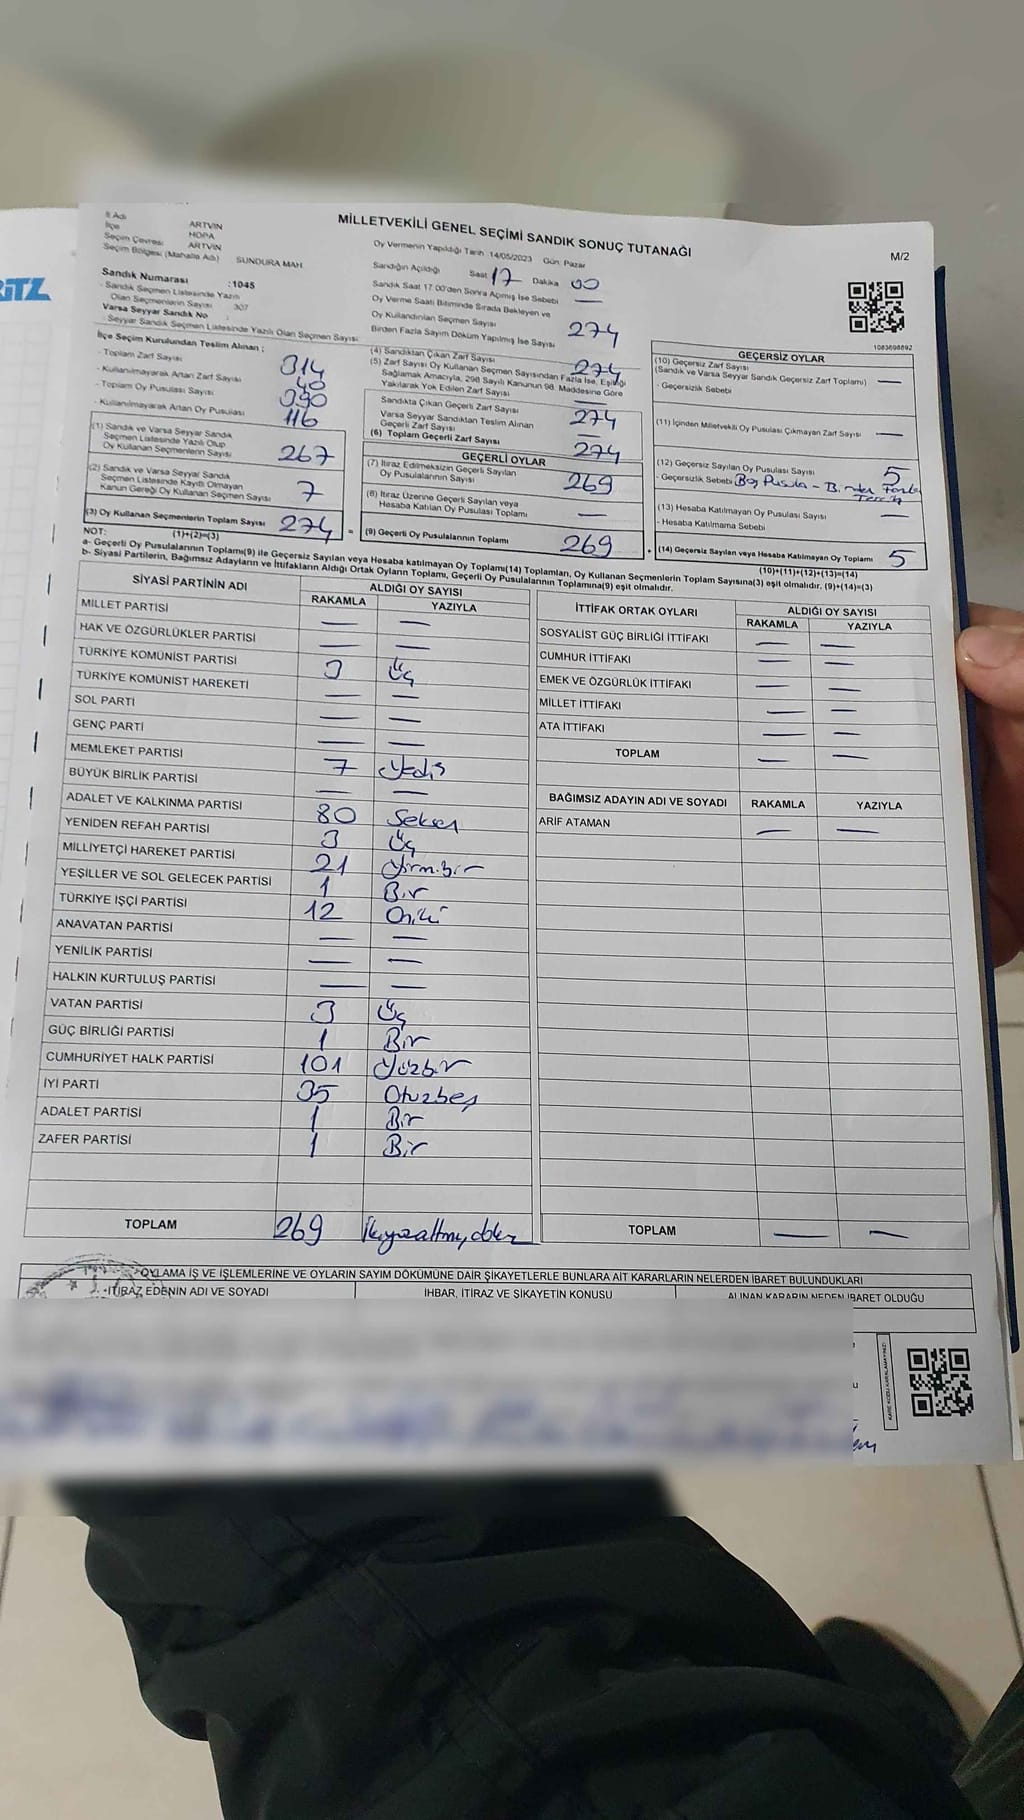 RITZ
İl Adı ARTVİN
İlçe HOPA
Seçim Çevresi ARTVİN
Seçim Bölgesi (Mahalle Adı) SUNDURA MAH.
MİLLETVEKİLİ GENEL SEÇİMİ SANDIK SONUÇ TUTANAĞI
M/2
Oy Vermenin Yapıldığı Tarih 14/05/2023 Gün: Pazar
Sandığın Açıldığı Saat 17 Dakika 00
Sandık Saat 17.00'den Sonra Açılmış İse Sebebi —
Oy Verme Saati Bitiminde Sırada Bekleyen ve
Oy Kullandırılan Seçmen Sayısı
Birden Fazla Sayım Döküm Yapılmış İse Sayısı 274
Sandık Numarası :1045
- Sandık Seçmen Listesinde Yazılı
Olan Seçmenlerin Sayısı 307
Varsa Seyyar Sandık No :
- Seyyar Sandık Seçmen Listesinde Yazılı Olan Seçmen Sayısı
İlçe Seçim Kurulundan Teslim Alınan ;
- Toplam Zarf Sayısı 314
- Kullanılmayarak Artan Zarf Sayısı 40
- Toplam Oy Pusulası Sayısı 390
- Kullanılmayarak Artan Oy Pusulası 116
(1) Sandık ve Varsa Seyyar Sandık
Seçmen Listesinde Yazılı Olup
Oy Kullanan Seçmenlerin Sayısı 267
(2) Sandık ve Varsa Seyyar Sandık
Seçmen Listesinde Kayıtlı Olmayan
Kanun Gereği Oy Kullanan Seçmen Sayısı 7
(3) Oy Kullanan Seçmenlerin Toplam Sayısı 274 =
(1)+(2)=(3)
(4) Sandıktan Çıkan Zarf Sayısı 274
(5) Zarf Sayısı Oy Kullanan Seçmen Sayısından Fazla İse, Eşitliği
Sağlamak Amacıyla, 298 Sayılı Kanunun 98. Maddesine Göre
Yakılarak Yok Edilen Zarf Sayısı —
Sandıkta Çıkan Geçerli Zarf Sayısı 274
Varsa Seyyar Sandıktan Teslim Alınan
Geçerli Zarf Sayısı —
(6) Toplam Geçerli Zarf Sayısı 274
GEÇERLİ OYLAR
(7) İtiraz Edilmeksizin Geçerli Sayılan
Oy Pusulalarının Sayısı 269
(8) İtiraz Üzerine Geçerli Sayılan veya
Hesaba Katılan Oy Pusulası Toplamı —
(9) Geçerli Oy Pusulalarının Toplamı 269 +
1083698692
GEÇERSİZ OYLAR
(10) Geçersiz Zarf Sayısı —
(Sandık ve Varsa Seyyar Sandık Geçersiz Zarf Toplamı)
- Geçersizlik Sebebi
(11) İçinden Milletvekili Oy Pusulası Çıkmayan Zarf Sayısı —
(12) Geçersiz Sayılan Oy Pusulası Sayısı 5
- Geçersizlik Sebebi Boş Pusula - Birden Fazla
Tercih
(13) Hesaba Katılmayan Oy Pusulası Sayısı —
- Hesaba Katılmama Sebebi
(14) Geçersiz Sayılan veya Hesaba Katılmayan Oy Toplamı 5
(10)+(11)+(12)+(13)=(14)
NOT:
a- Geçerli Oy Pusulalarının Toplamı(9) ile Geçersiz Sayılan veya Hesaba katılmayan Oy Toplamı(14) Toplamları, Oy Kullanan Seçmenlerin Toplam Sayısına(3) eşit olmalıdır. (9)+(14)=(3)
b- Siyasi Partilerin, Bağımsız Adayların ve İttifakların Aldığı Ortak Oyların Toplamı, Geçerli Oy Pusulalarının Toplamına(9) eşit olmalıdır.
SİYASİ PARTİNİN ADI ALDIĞI OY SAYISI
RAKAMLA YAZIYLA
MİLLET PARTİSİ — —
HAK VE ÖZGÜRLÜKLER PARTİSİ — —
TÜRKİYE KOMÜNİST PARTİSİ 3 Üç
TÜRKİYE KOMÜNİST HAREKETİ — —
SOL PARTİ — —
GENÇ PARTİ — —
MEMLEKET PARTİSİ 7 Yedi
BÜYÜK BİRLİK PARTİSİ — —
ADALET VE KALKINMA PARTİSİ 80 Seksen
YENİDEN REFAH PARTİSİ 3 Üç
MİLLİYETÇİ HAREKET PARTİSİ 21 Yirmibir
YEŞİLLER VE SOL GELECEK PARTİSİ 1 Bir
TÜRKİYE İŞÇİ PARTİSİ 12 Oniki
ANAVATAN PARTİSİ — —
YENİLİK PARTİSİ — —
HALKIN KURTULUŞ PARTİSİ — —
VATAN PARTİSİ 3 Üç
GÜÇ BİRLİĞİ PARTİSİ 1 Bir
CUMHURİYET HALK PARTİSİ 101 Yüzbir
İYİ PARTİ 35 Otuzbeş
ADALET PARTİSİ 1 Bir
ZAFER PARTİSİ 1 Bir
TOPLAM 269 İkiyüzaltmışdokuz
İTTİFAK ORTAK OYLARI ALDIĞI OY SAYISI
RAKAMLA YAZIYLA
SOSYALİST GÜÇ BİRLİĞİ İTTİFAKI — —
CUMHUR İTTİFAKI — —
EMEK VE ÖZGÜRLÜK İTTİFAKI — —
MİLLET İTTİFAKI — —
ATA İTTİFAKI — —
TOPLAM — —
BAĞIMSIZ ADAYIN ADI VE SOYADI RAKAMLA YAZIYLA
ARİF ATAMAN — —
TOPLAM — —
OYLAMA İŞ VE İŞLEMLERİNE VE OYLARIN SAYIM DÖKÜMÜNE DAİR ŞİKAYETLERLE BUNLARA AİT KARARLARIN NELERDEN İBARET BULUNDUKLARI
İTİRAZ EDENİN ADI VE SOYADI IHBAR, İTİRAZ VE ŞİKAYETİN KONUSU ALINAN KARARIN NEDEN İBARET OLDUĞU
KARE KODU KARALAMAYINIZ!